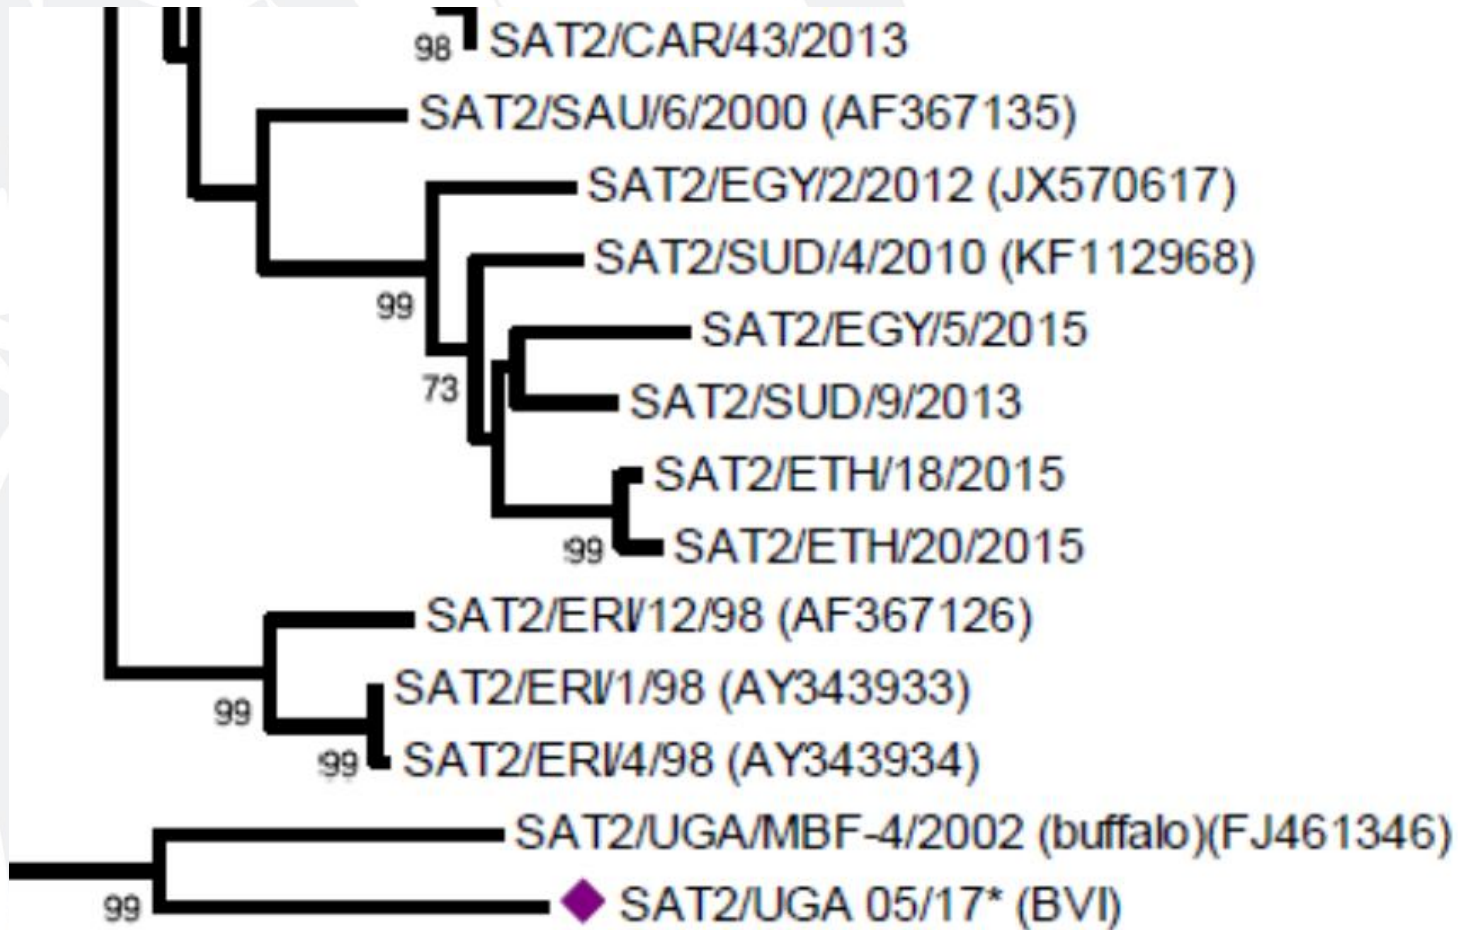 98 SAT2/CAR/43/2013
SAT2/SAU/6/2000 (AF367135)
SAT2/EGY/2/2012 (JX570617)
SAT2/SUD/4/2010 (KF112968)
99
SAT2/EGY/5/2015
73
SAT2/SUD/9/2013
SAT2/ETH/18/2015
99 SAT2/ETH/20/2015
SAT2/ERI/12/98 (AF367126)
SAT2/ERI/1/98 (AY343933)
99
99 SAT2/ERI/4/98 (AY343934)
SAT2/UGA/MBF-4/2002 (buffalo)(FJ461346)
99 SAT2/UGA 05/17* (BVI)